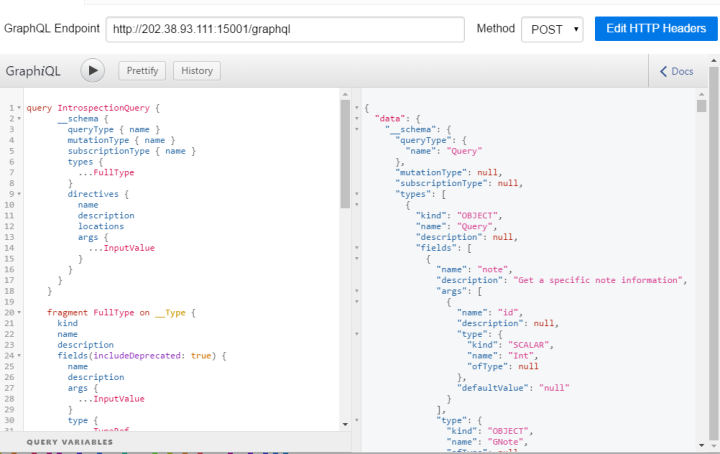 GraphQL Endpoint http://202.38.93.111:15001/graphql Method POST Edit HTTP Headers
GraphiQL Prettify History Docs
1 query IntrospectionQuery {
2 __schema {
3 queryType { name }
4 mutationType { name }
5 subscriptionType { name }
6 types {
7 ...FullType
8 }
9 directives {
10 name
11 description
12 locations
13 args {
14 ...InputValue
15 }
16 }
17 }
18 }
19
20 fragment FullType on __Type {
21 kind
22 name
23 description
24 fields(includeDeprecated: true) {
25 name
26 description
27 args {
28 ...InputValue
29 }
30 type {
QUERY VARIABLES
{
"data": {
"__schema": {
"queryType": {
"name": "Query"
},
"mutationType": null,
"subscriptionType": null,
"types": [
{
"kind": "OBJECT",
"name": "Query",
"description": null,
"fields": [
{
"name": "note",
"description": "Get a specific note information",
"args": [
{
"name": "id",
"description": null,
"type": {
"kind": "SCALAR",
"name": "Int",
"ofType": null
},
"defaultValue": "null"
}
],
"type": {
"kind": "OBJECT",
"name": "GNote",